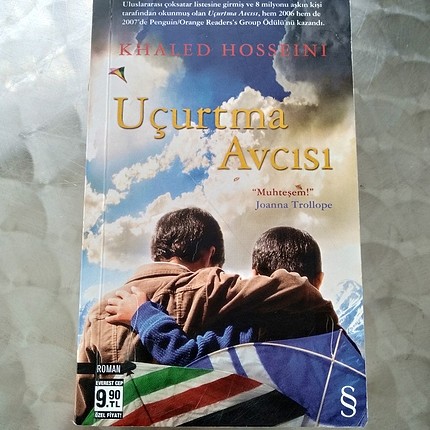 Uluslararası çoksatar listesine girmiş ve 8 milyonu aşkın kişi
tarafından okunmuş olan Uçurtma Avcısı, hem 2006 hem de
2007'de Penguin/Orange Readers's Group Ödülü'nü kazandı.
KHALED HOSSEINI
Uçurtma
Avcısı
"Muhteşem!"
Joanna Trollope
ROMAN
EVEREST CEP
9.90
.TL
ÖZEL FİYAT!